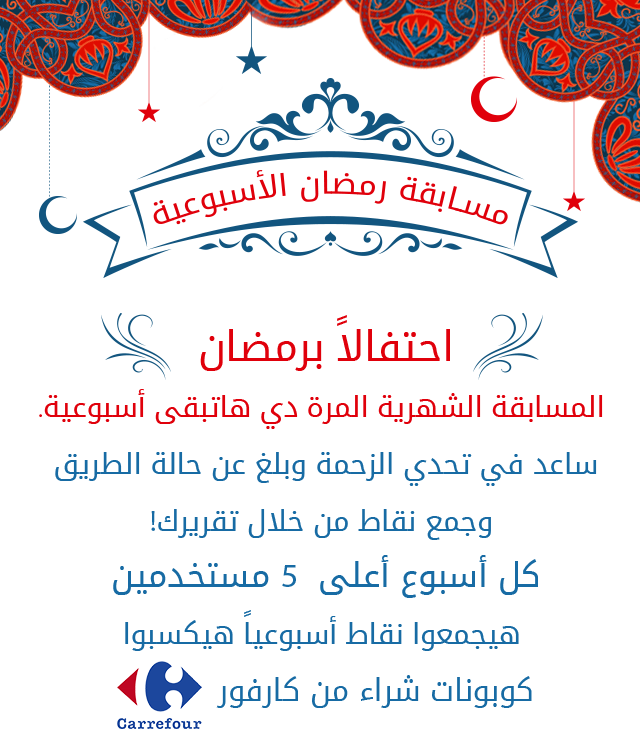 مسابقة رمضان الأسبوعية
احتفالاً برمضان
المسابقة الشهرية المرة دي هاتبقى أسبوعية.
ساعد في تحدي الزحمة وبلغ عن حالة الطريق
وجمع نقاط من خلال تقريرك!
كل أسبوع أعلى 5 مستخدمين
هيجمعوا نقاط أسبوعياً هيكسبوا
كوبونات شراء من كارفور
Carrefour